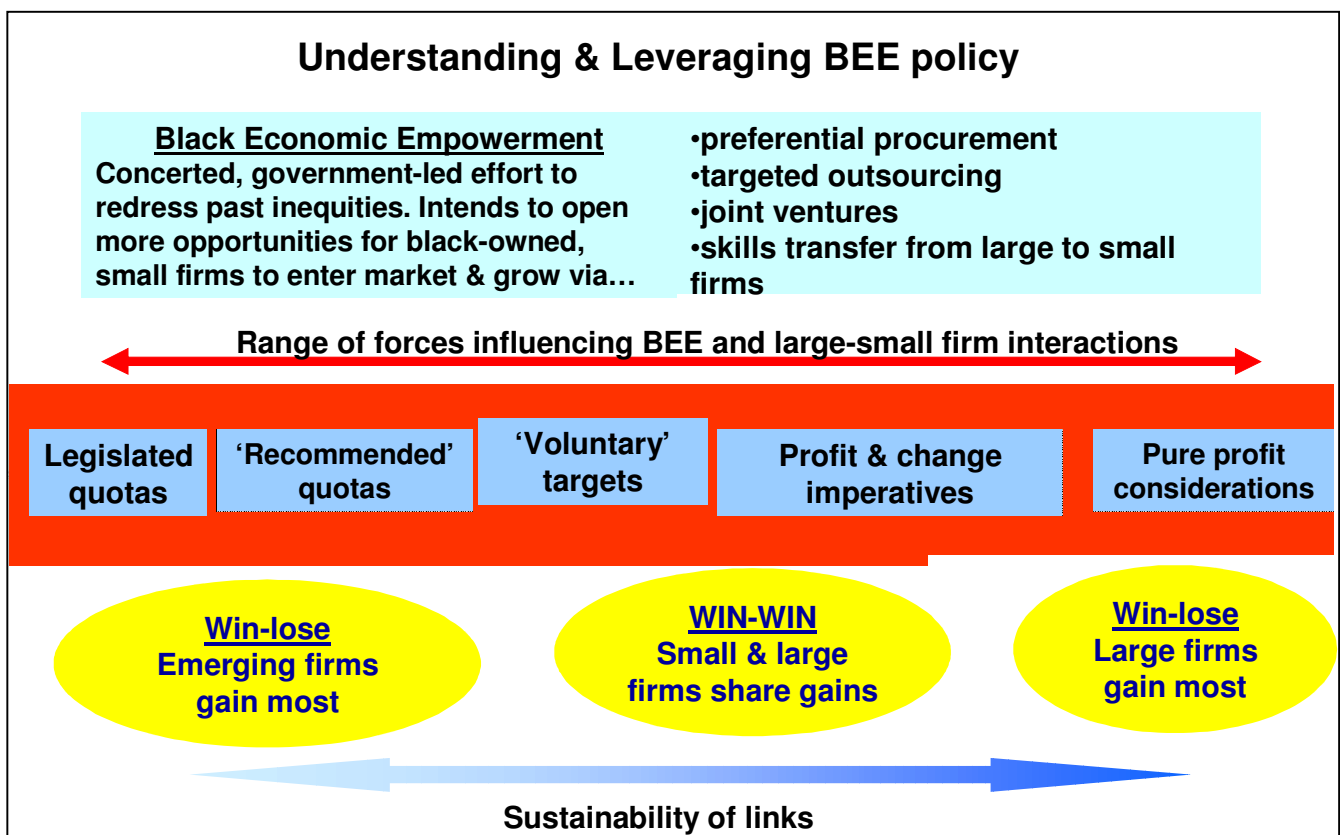 Understanding & Leveraging BEE policy
Black Economic Empowerment
Concerted, government-led effort to
redress past inequities. Intends to open
more opportunities for black-owned,
small firms to enter market & grow via…
•preferential procurement
•targeted outsourcing
•joint ventures
•skills transfer from large to small
firms
Range of forces influencing BEE and large-small firm interactions
Legislated
quotas
‘Recommended’
quotas
‘Voluntary’
targets
Profit & change
imperatives
Pure profit
considerations
Win-lose
Emerging firms
gain most
WIN-WIN
Small & large
firms share gains
Win-lose
Large firms
gain most
Sustainability of links